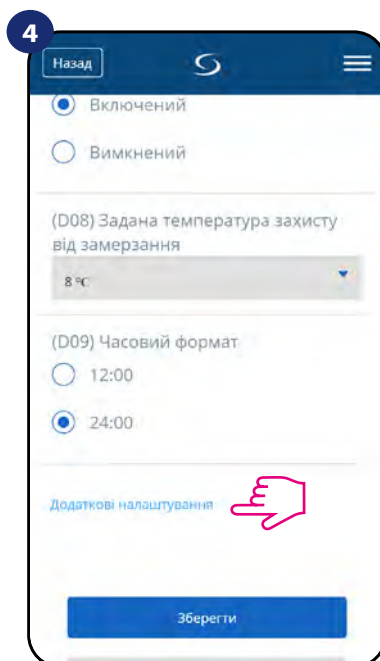 4
Назад
Включений
Вимкнений
(D08) Задана температура захисту
від замерзання
8 ºC
(D09) Часовий формат
12:00
24:00
Додаткові налаштування
Зберегти